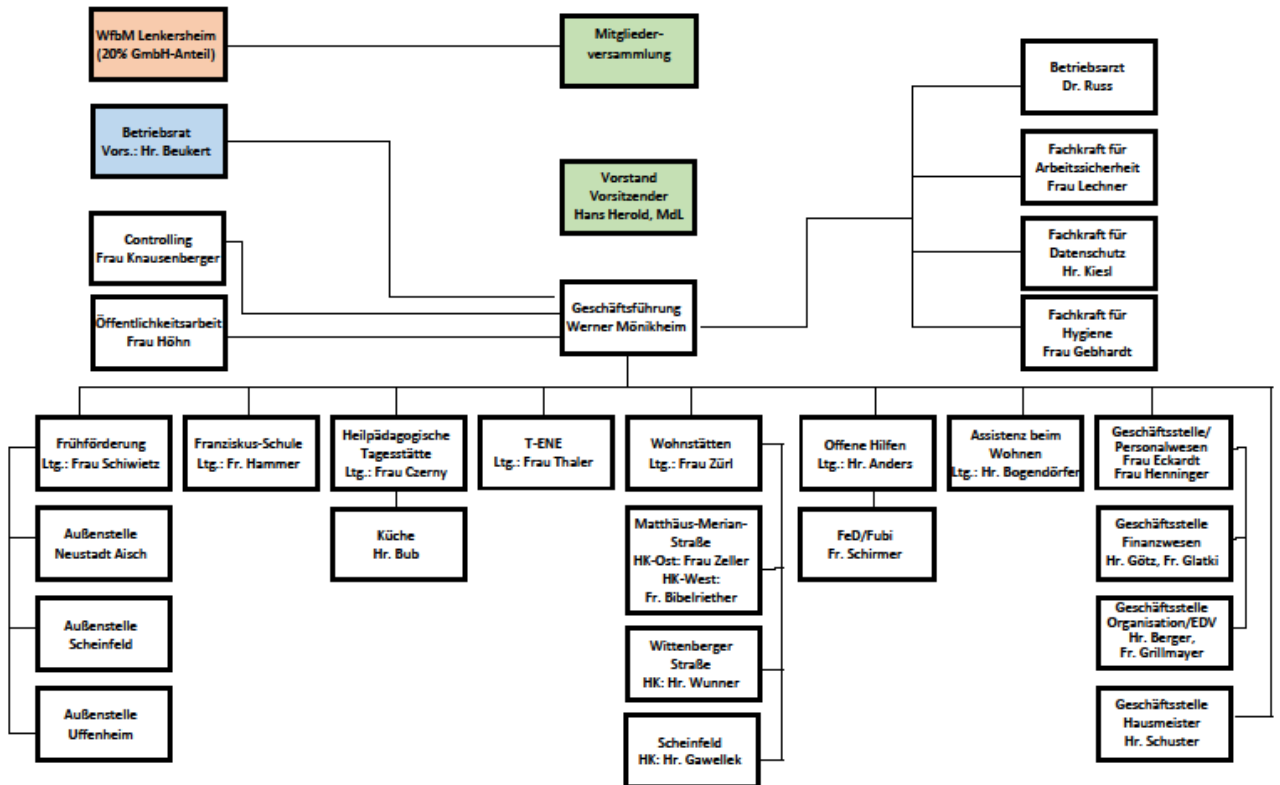 WfbM Lenkersheim
(20% GmbH-Anteil)
Mitglieder-
versammlung
Betriebsarzt
Dr. Russ
Betriebsrat
Vors.: Hr. Beukert
Fachkraft für
Arbeitssicherheit
Frau Lechner
Vorstand
Vorsitzender
Hans Herold, MdL
Controlling
Frau Knausenberger
Fachkraft für
Datenschutz
Hr. Kiesl
Öffentlichkeitsarbeit
Frau Höhn
Geschäftsführung
Werner Mönikheim
Fachkraft für
Hygiene
Frau Gebhardt
Frühförderung
Ltg.: Frau Schiwietz
Franziskus-Schule
Ltg.: Fr. Hammer
Heilpädagogische
Tagesstätte
Ltg.: Frau Czerny
T-ENE
Ltg.: Frau Thaler
Wohnstätten
Ltg.: Frau Zürl
Offene Hilfen
Ltg.: Hr. Anders
Assistenz beim
Wohnen
Ltg.: Hr. Bogendörfer
Geschäftsstelle/
Personalwesen
Frau Eckardt
Frau Henninger
Außenstelle
Neustadt Aisch
Küche
Hr. Bub
Matthäus-Merian-
Straße
HK-Ost: Frau Zeller
HK-West:
Fr. Bibelriether
FeD/Fubi
Fr. Schirmer
Geschäftsstelle
Finanzwesen
Hr. Götz, Fr. Glatki
Außenstelle
Scheinfeld
Wittenberger
Straße
HK: Hr. Wunner
Geschäftsstelle
Organisation/EDV
Hr. Berger,
Fr. Grillmayer
Außenstelle
Uffenheim
Scheinfeld
HK: Hr. Gawellek
Geschäftsstelle
Hausmeister
Hr. Schuster